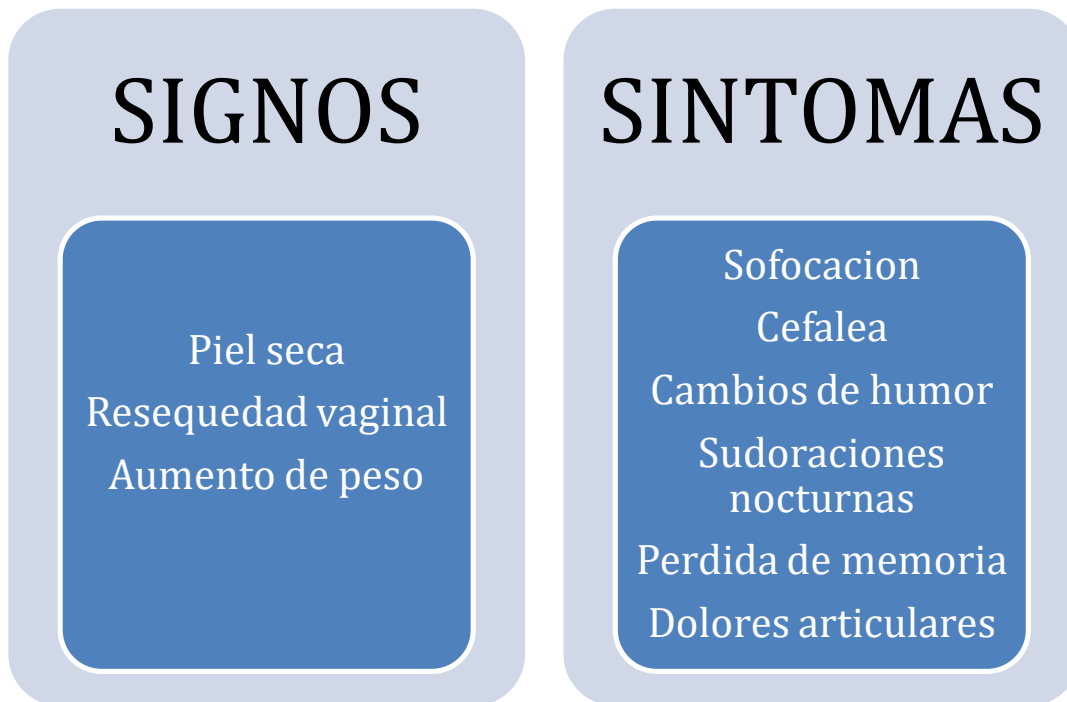 SIGNOS
Piel seca
Resequedad vaginal
Aumento de peso
SINTOMAS
Sofocacion
Cefalea
Cambios de humor
Sudoraciones
nocturnas
Perdida de memoria
Dolores articulares